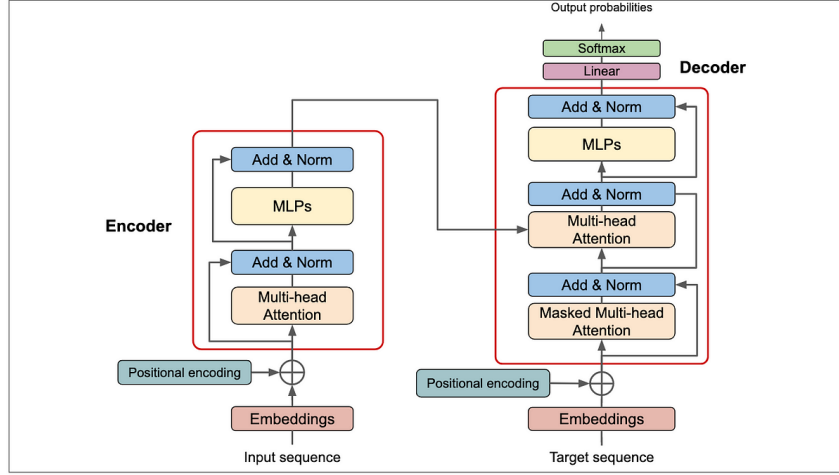 Output probabilities
Softmax
Linear
Decoder
Add & Norm
MLPs
Add & Norm
Multi-head
Attention
Add & Norm
Masked Multi-head
Attention
Positional encoding
Embeddings
Target sequence
Encoder
Add & Norm
MLPs
Add & Norm
Multi-head
Attention
Positional encoding
Embeddings
Input sequence